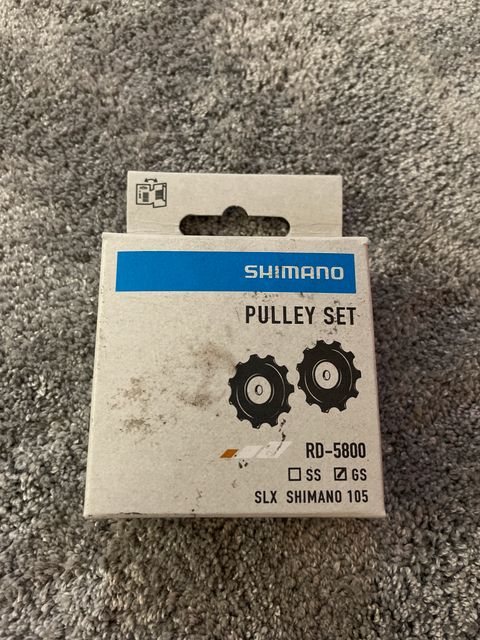 SHIMANO
PULLEY SET
RD-5800
SS GS
SLX SHIMANO 105